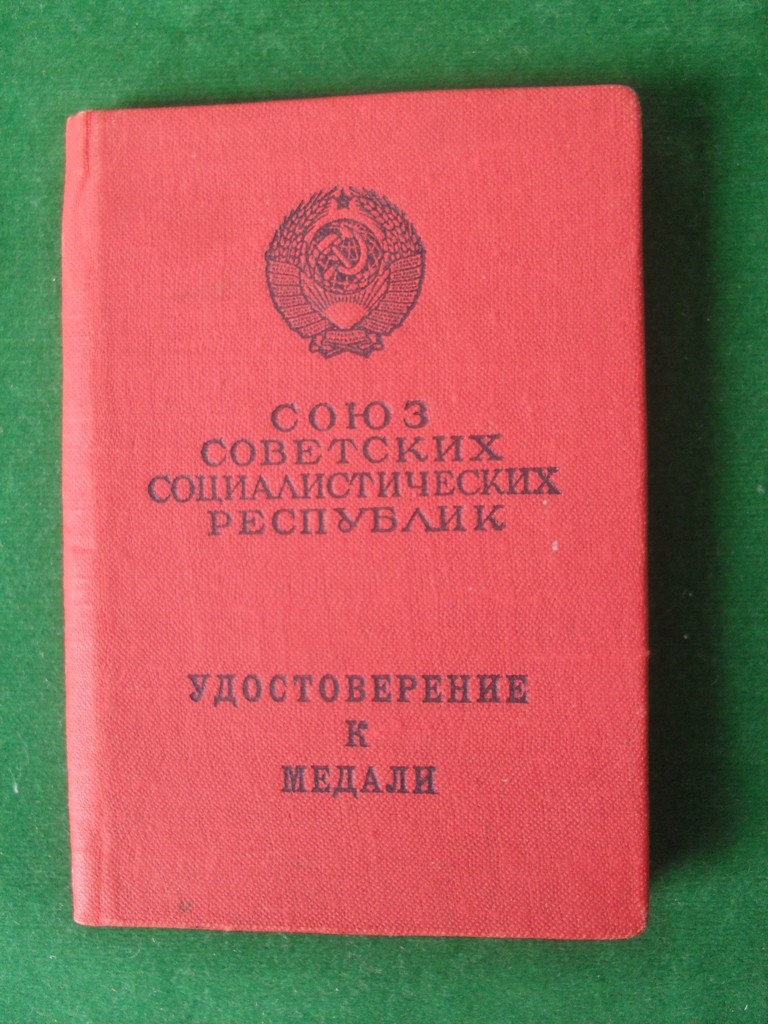 СОЮЗ
СОВЕТСКИХ
СОЦИАЛИСТИЧЕСКИХ
РЕСПУБЛИК
УДОСТОВЕРЕНИЕ
К
МЕДАЛИ